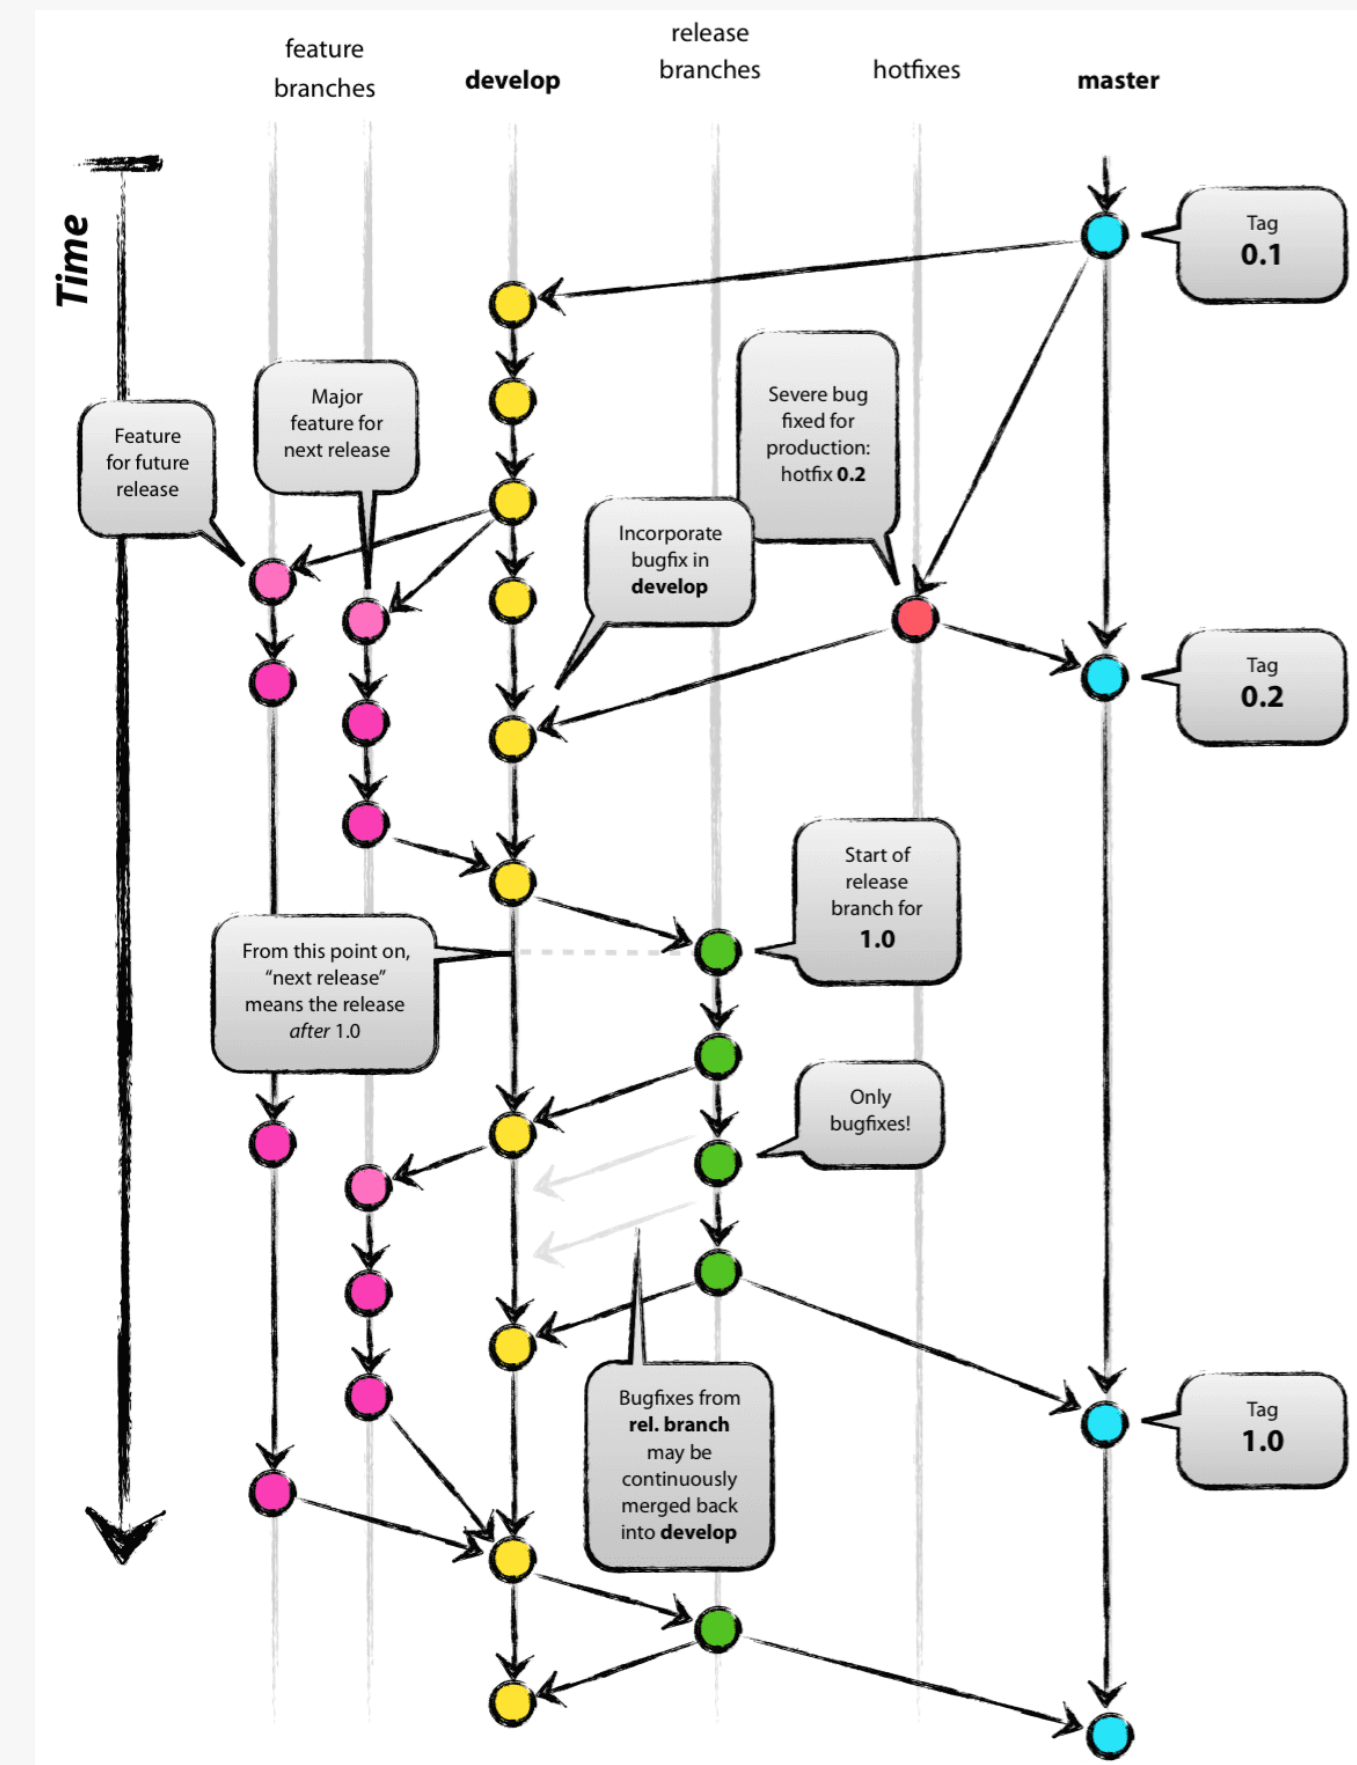 feature
branches
develop
release
branches
hotfixes
master
Time
Tag
0.1
Major
feature for
next release
Feature
for future
release
Severe bug
fixed for
production:
hotfix 0.2
Incorporate
bugfix in
develop
Tag
0.2
Start of
release
branch for
1.0
From this point on,
“next release”
means the release
after 1.0
Only
bugfixes!
Bugfixes from
rel. branch
may be
continuously
merged back
into develop
Tag
1.0